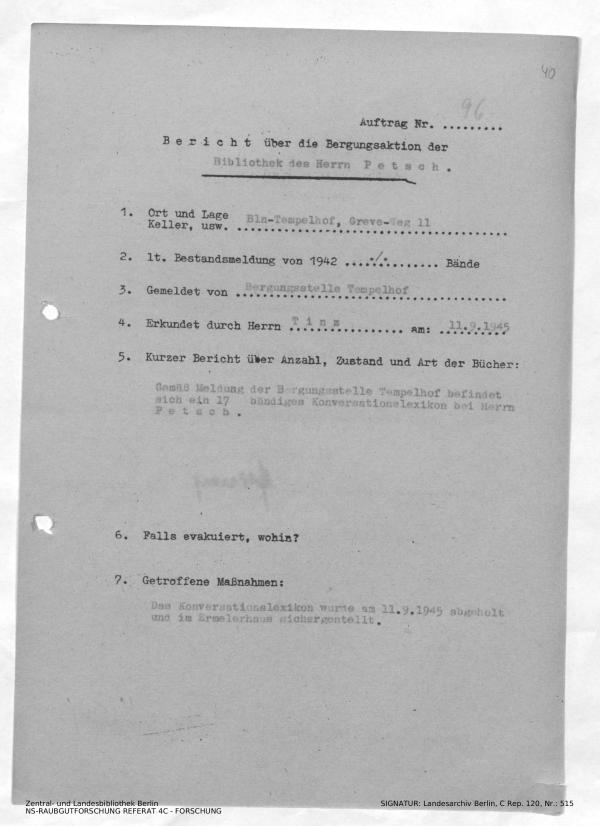 40
Auftrag Nr. 96 .........
B e r i c h t über die Bergungsaktion der
Bibliothek des Herrn P e t s c h .
1. Ort und Lage
Keller, usw. Bln-Tempelhof, Greve-Weg 11
2. lt. Bestandsmeldung von 1942 ....·/·....... Bände
3. Gemeldet von Bergungsstelle Tempelhof
4. Erkundet durch Herrn T i n z am: 11.9.1945
5. Kurzer Bericht über Anzahl, Zustand und Art der Bücher:
Gemäß Meldung der Bergungsstelle Tempelhof befindet
sich ein 17 bändiges Konversationslexikon bei Herrn
P e t s c h .
6. Falls evakuiert, wohin?
7. Getroffene Maßnahmen:
Das Konversationslexikon wurde am 11.9.1945 abgeholt
und im Ermelerhaus sichergestellt.
Zentral- und Landesbibliothek Berlin
NS-RAUBGUTFORSCHUNG REFERAT 4C - FORSCHUNG
SIGNATUR: Landesarchiv Berlin, C Rep. 120, Nr.: 515